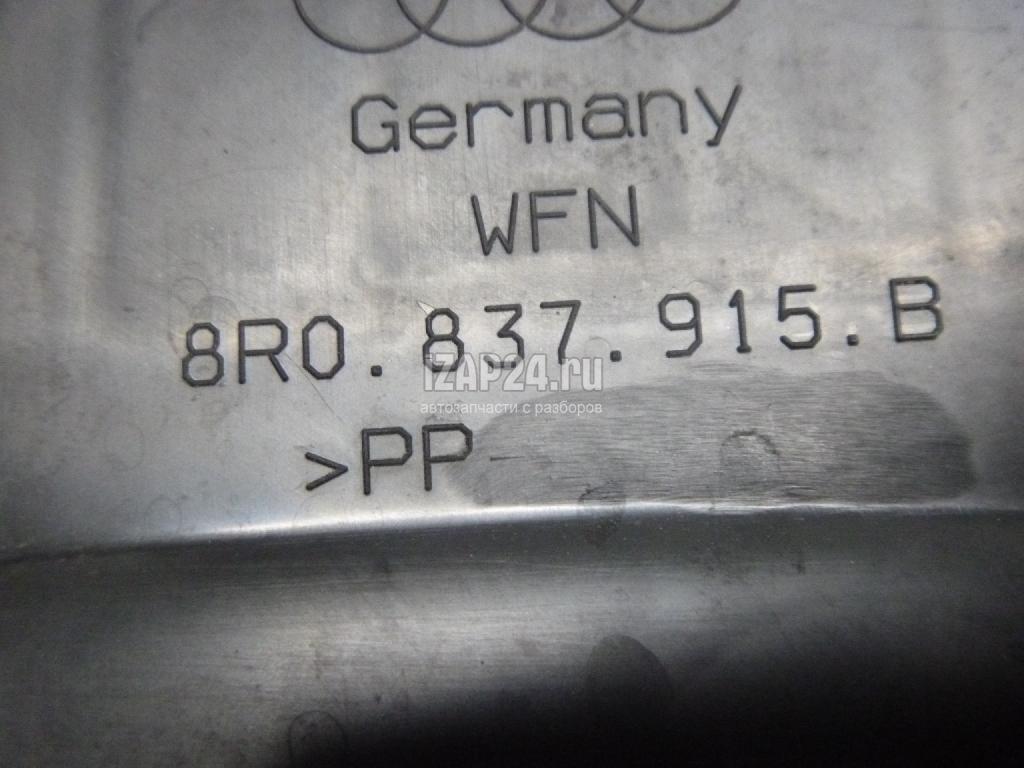 Germany
WFN
8R0.837.915.B
iZAP24.ru
автозапчасти с разборов
>PP